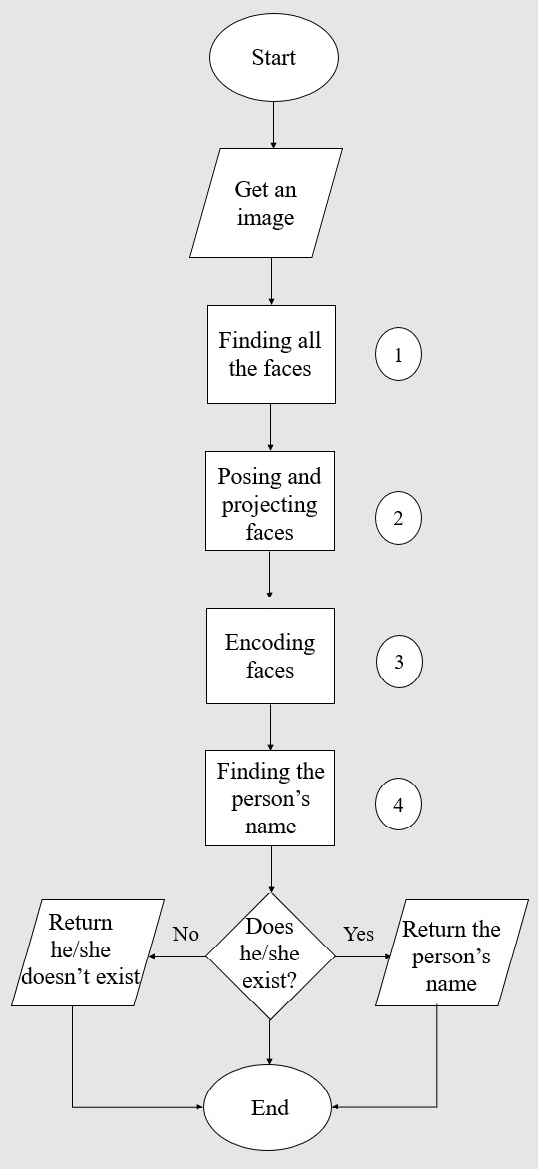 Start
Get an
image
Finding all
the faces
1
Posing and
projecting
faces
2
Encoding
faces
3
Finding the
person's
name
4
Return
he/she
doesn't exist
No
Does
he/she
exist?
Yes
Return the
person's
name
End